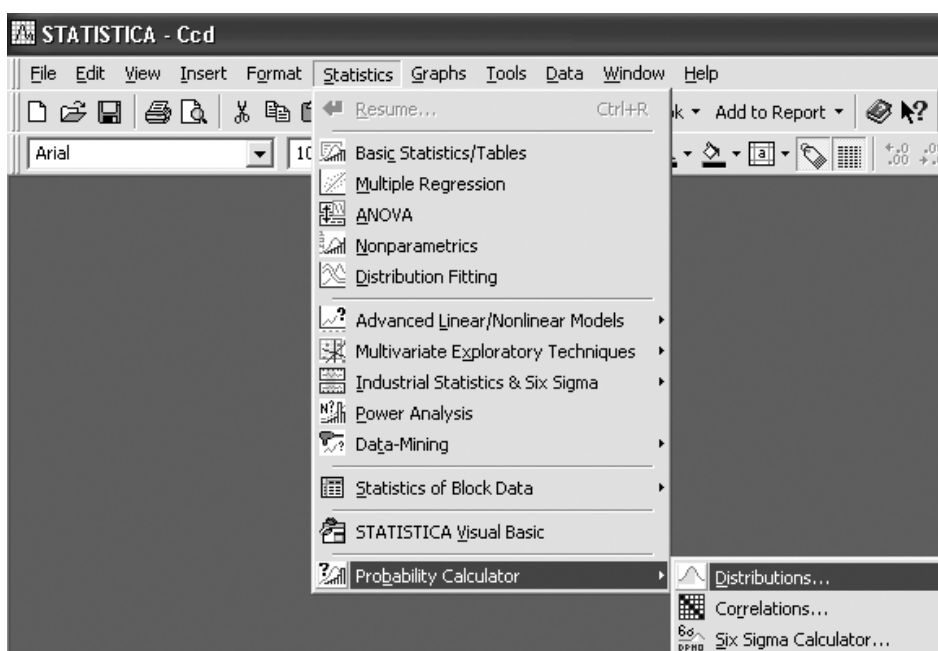 STATISTICA - Ccd
File Edit View Insert Format Statistics Graphs Tools Data Window Help
Resume... Ctrl+R
Add to Report
Arial
10
Basic Statistics/Tables
Multiple Regression
ANOVA
Nonparametrics
Distribution Fitting
Advanced Linear/Nonlinear Models
Multivariate Exploratory Techniques
Industrial Statistics & Six Sigma
Power Analysis
Data-Mining
Statistics of Block Data
STATISTICA Visual Basic
Probability Calculator
Distributions...
Correlations...
Six Sigma Calculator...